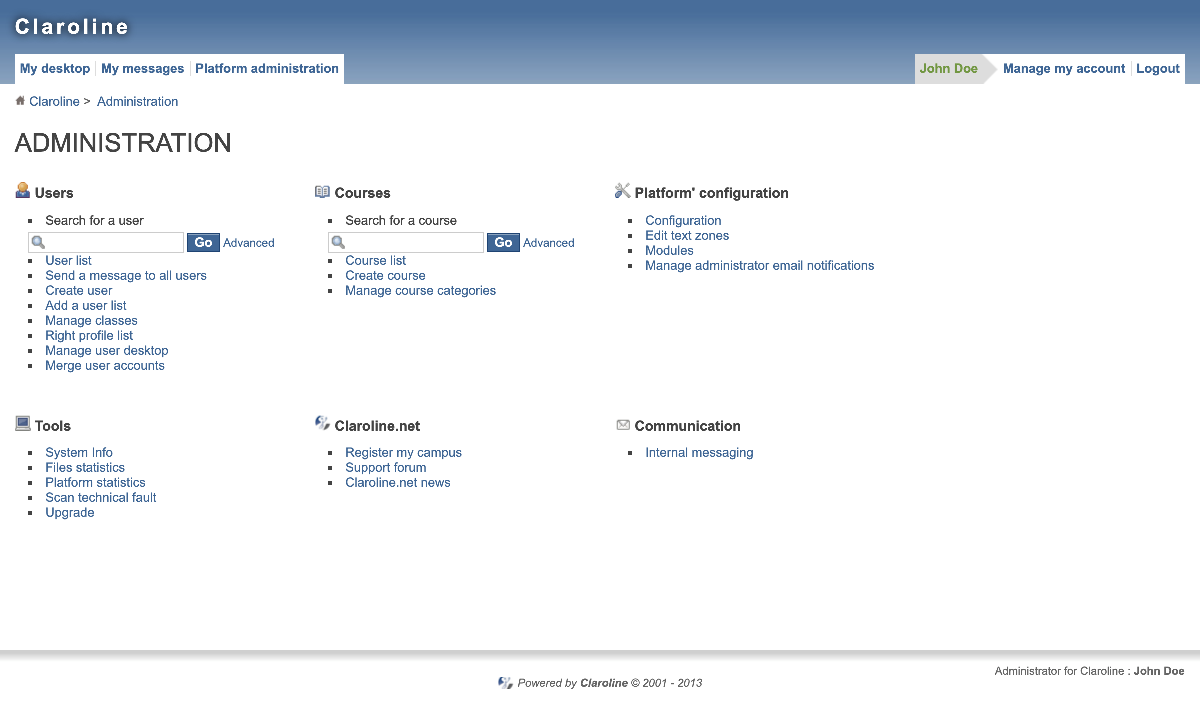 Claroline
My desktop My messages Platform administration John Doe Manage my account Logout
Claroline > Administration
ADMINISTRATION
Users
Search for a user
Go Advanced
User list
Send a message to all users
Create user
Add a user list
Manage classes
Right profile list
Manage user desktop
Merge user accounts
Courses
Search for a course
Go Advanced
Course list
Create course
Manage course categories
Platform' configuration
Configuration
Edit text zones
Modules
Manage administrator email notifications
Tools
System Info
Files statistics
Platform statistics
Scan technical fault
Upgrade
Claroline.net
Register my campus
Support forum
Claroline.net news
Communication
Internal messaging
Administrator for Claroline : John Doe
Powered by Claroline © 2001 - 2013